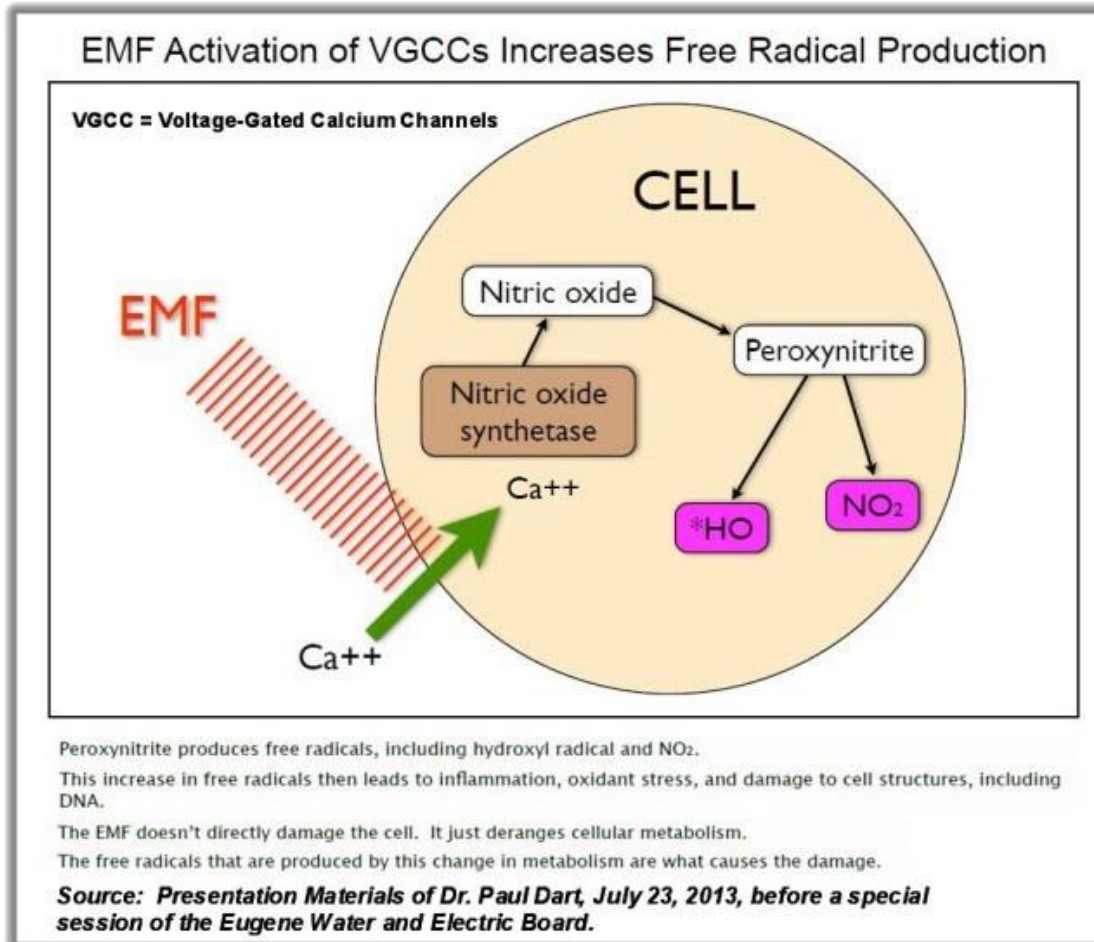 EMF Activation of VGCCs Increases Free Radical Production
VGCC = Voltage-Gated Calcium Channels
CELL
EMF
Nitric oxide
Peroxynitrite
Nitric oxide
synthetase
Ca++
*HO
NO₂
Ca++
Peroxynitrite produces free radicals, including hydroxyl radical and NO₂.
This increase in free radicals then leads to inflammation, oxidant stress, and damage to cell structures, including
DNA.
The EMF doesn't directly damage the cell.  It just deranges cellular metabolism.
The free radicals that are produced by this change in metabolism are what causes the damage.
Source:  Presentation Materials of Dr. Paul Dart, July 23, 2013, before a special
session of the Eugene Water and Electric Board.